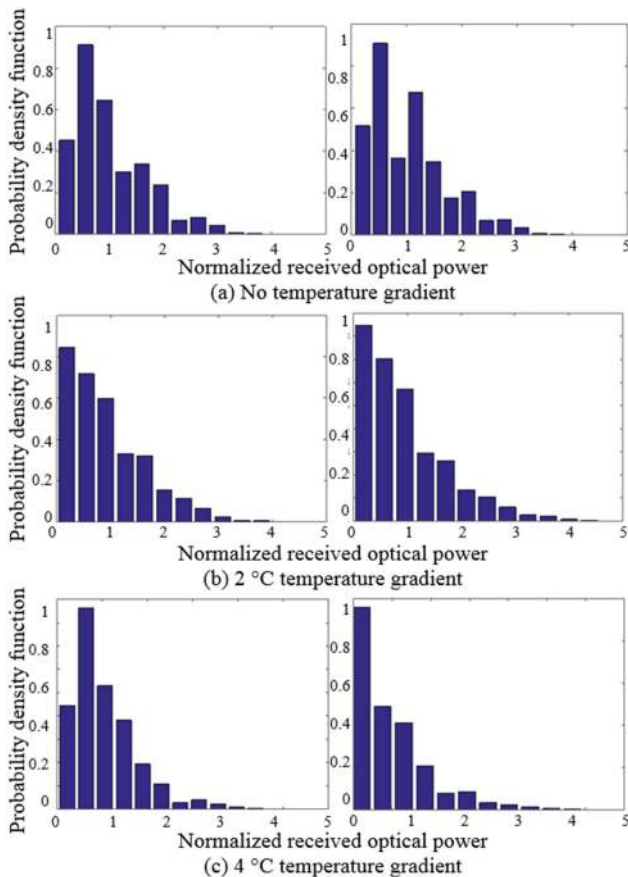 Probability density function
1
0.8
0.6
0.4
0.2
0
0 1 2 3 4 5
1
0.8
0.6
0.4
0.2
0
0 1 2 3 4 5
Normalized received optical power
(a) No temperature gradient
Probability density function
1
0.8
0.6
0.4
0.2
0
0 1 2 3 4 5
1
0.8
0.6
0.4
0.2
0
0 1 2 3 4 5
Normalized received optical power
(b) 2 °C temperature gradient
Probability density function
1
0.8
0.6
0.4
0.2
0
0 1 2 3 4 5
1
0.8
0.6
0.4
0.2
0
0 1 2 3 4 5
Normalized received optical power
(c) 4 °C temperature gradient